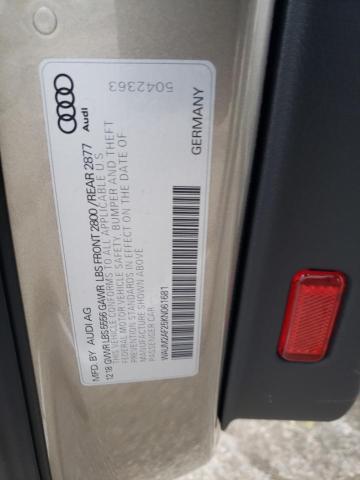 MFD BY AUDI AG
12'18 GVWR LBS 5556 GAWR LBS FRONT 2800 / REAR 2877
THIS VEHICLE CONFORMS TO ALL APPLICABLE U S
FEDERAL MOTOR VEHICLE SAFETY, BUMPER AND THEFT
PREVENTION STANDARDS IN EFFECT ON THE DATE OF
MANUFACTURE SHOWN ABOVE.
PASSENGER CAR
WAUM2AF25KN061681
GERMANY
Audi
5042363